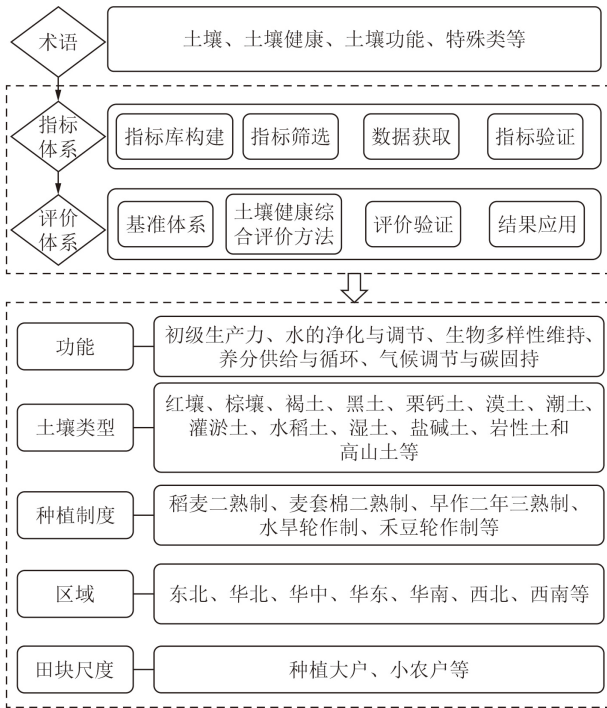 术语
土壤、土壤健康、土壤功能、特殊类等
指标
体系
指标库构建
指标筛选
数据获取
指标验证
评价
体系
基准体系
土壤健康综
合评价方法
评价验证
结果应用
功能
初级生产力、水的净化与调节、生物多样性维持、
养分供给与循环、气候调节与碳固持
土壤类型
红壤、棕壤、褐土、黑土、栗钙土、漠土、潮土、
灌淤土、水稻土、湿土、盐碱土、岩性土和
高山土等
种植制度
稻麦二熟制、麦套棉二熟制、旱作二年三熟制、
水旱轮作制、禾豆轮作制等
区域
东北、华北、华中、华东、华南、西北、西南等
田块尺度
种植大户、小农户等